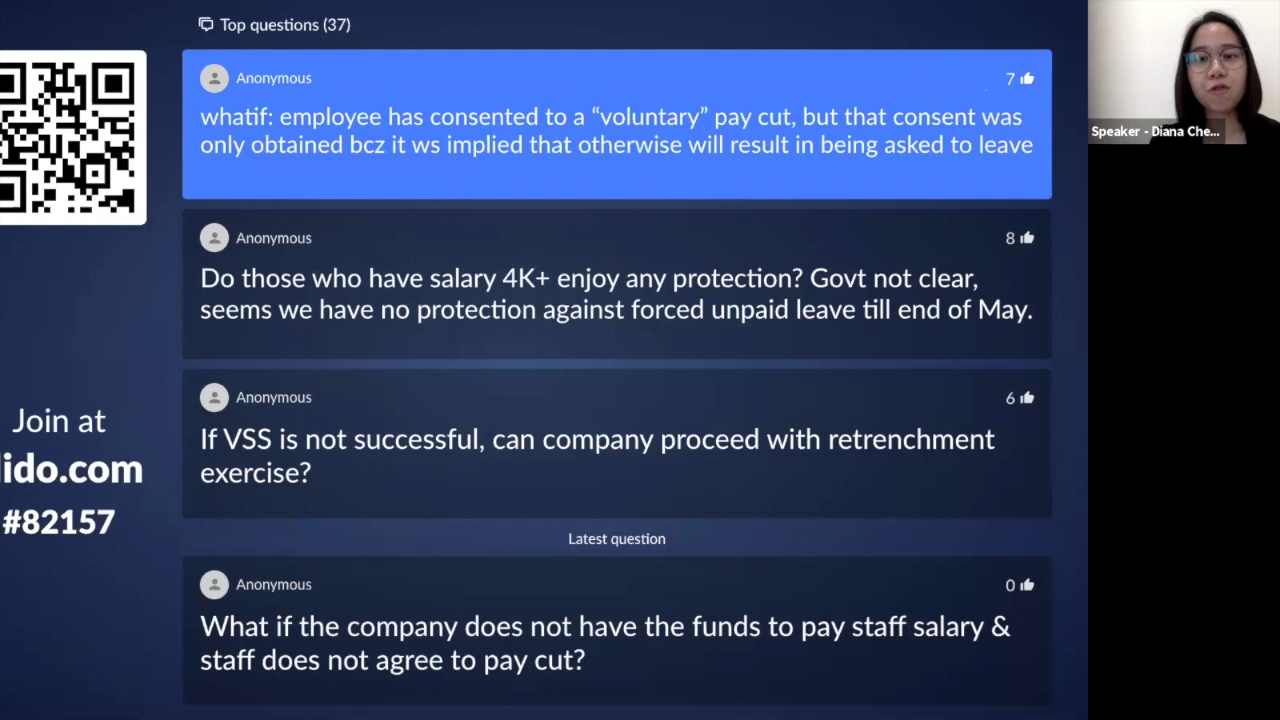 Top questions (37)
Anonymous
7
whatif: employee has consented to a “voluntary” pay cut, but that consent was
only obtained bcz it ws implied that otherwise will result in being asked to leave
Anonymous
8
Do those who have salary 4K+ enjoy any protection? Govt not clear,
seems we have no protection against forced unpaid leave till end of May.
Anonymous
6
If VSS is not successful, can company proceed with retrenchment
exercise?
Latest question
Anonymous
0
What if the company does not have the funds to pay staff salary &
staff does not agree to pay cut?
Join at
lido.com
#82157
Speaker - Diana Che...